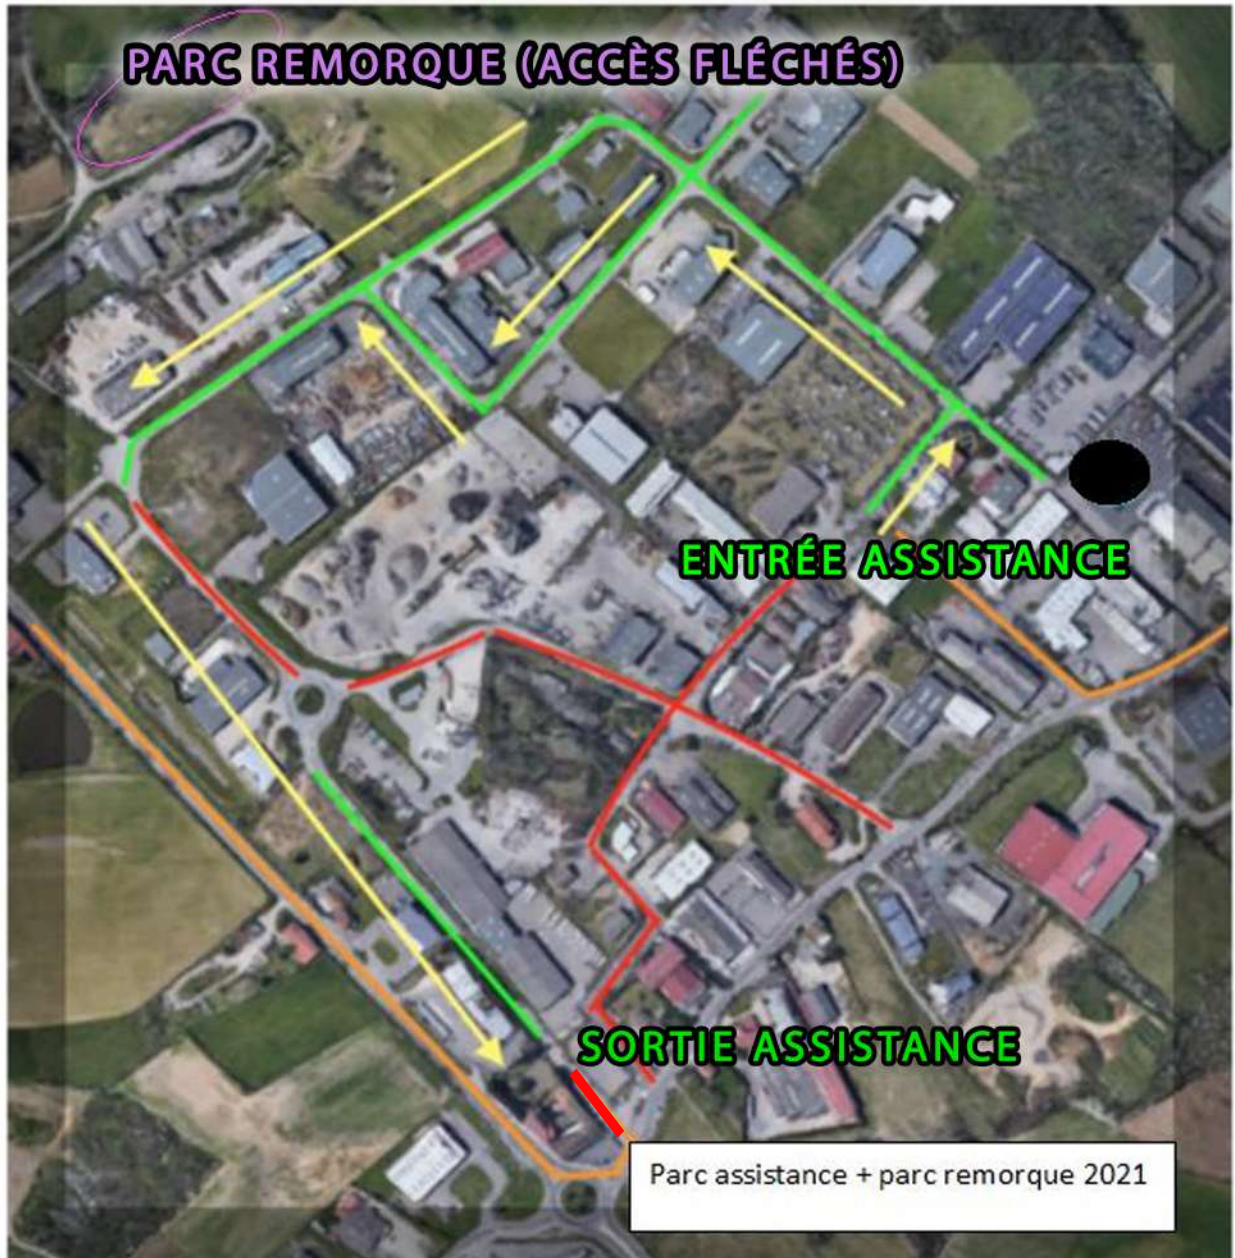 PARC REMORQUE (ACCÈS FLÉCHÉS)
ENTRÉE ASSISTANCE
SORTIE ASSISTANCE
Parc assistance + parc remorque 2021